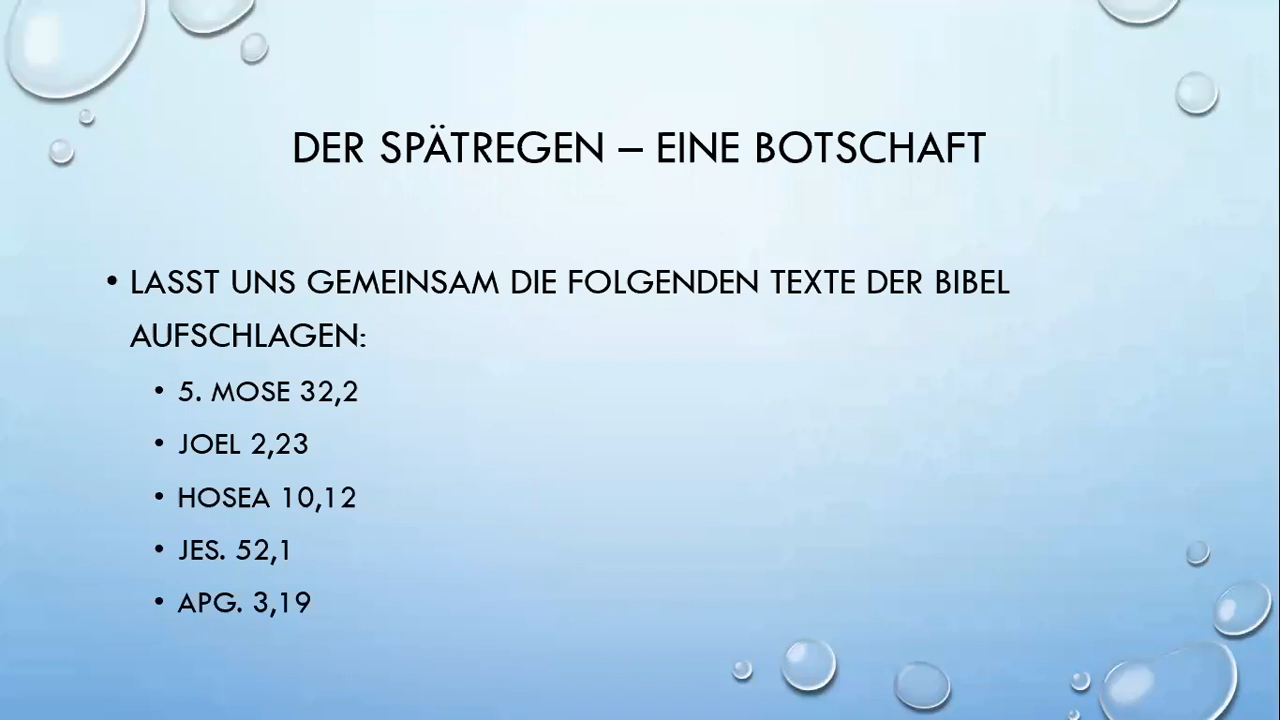 DER SPÄTREGEN – EINE BOTSCHAFT
• LASST UNS GEMEINSAM DIE FOLGENDEN TEXTE DER BIBEL
AUFSCHLAGEN:
• 5. MOSE 32,2
• JOEL 2,23
• HOSEA 10,12
• JES. 52,1
• APG. 3,19